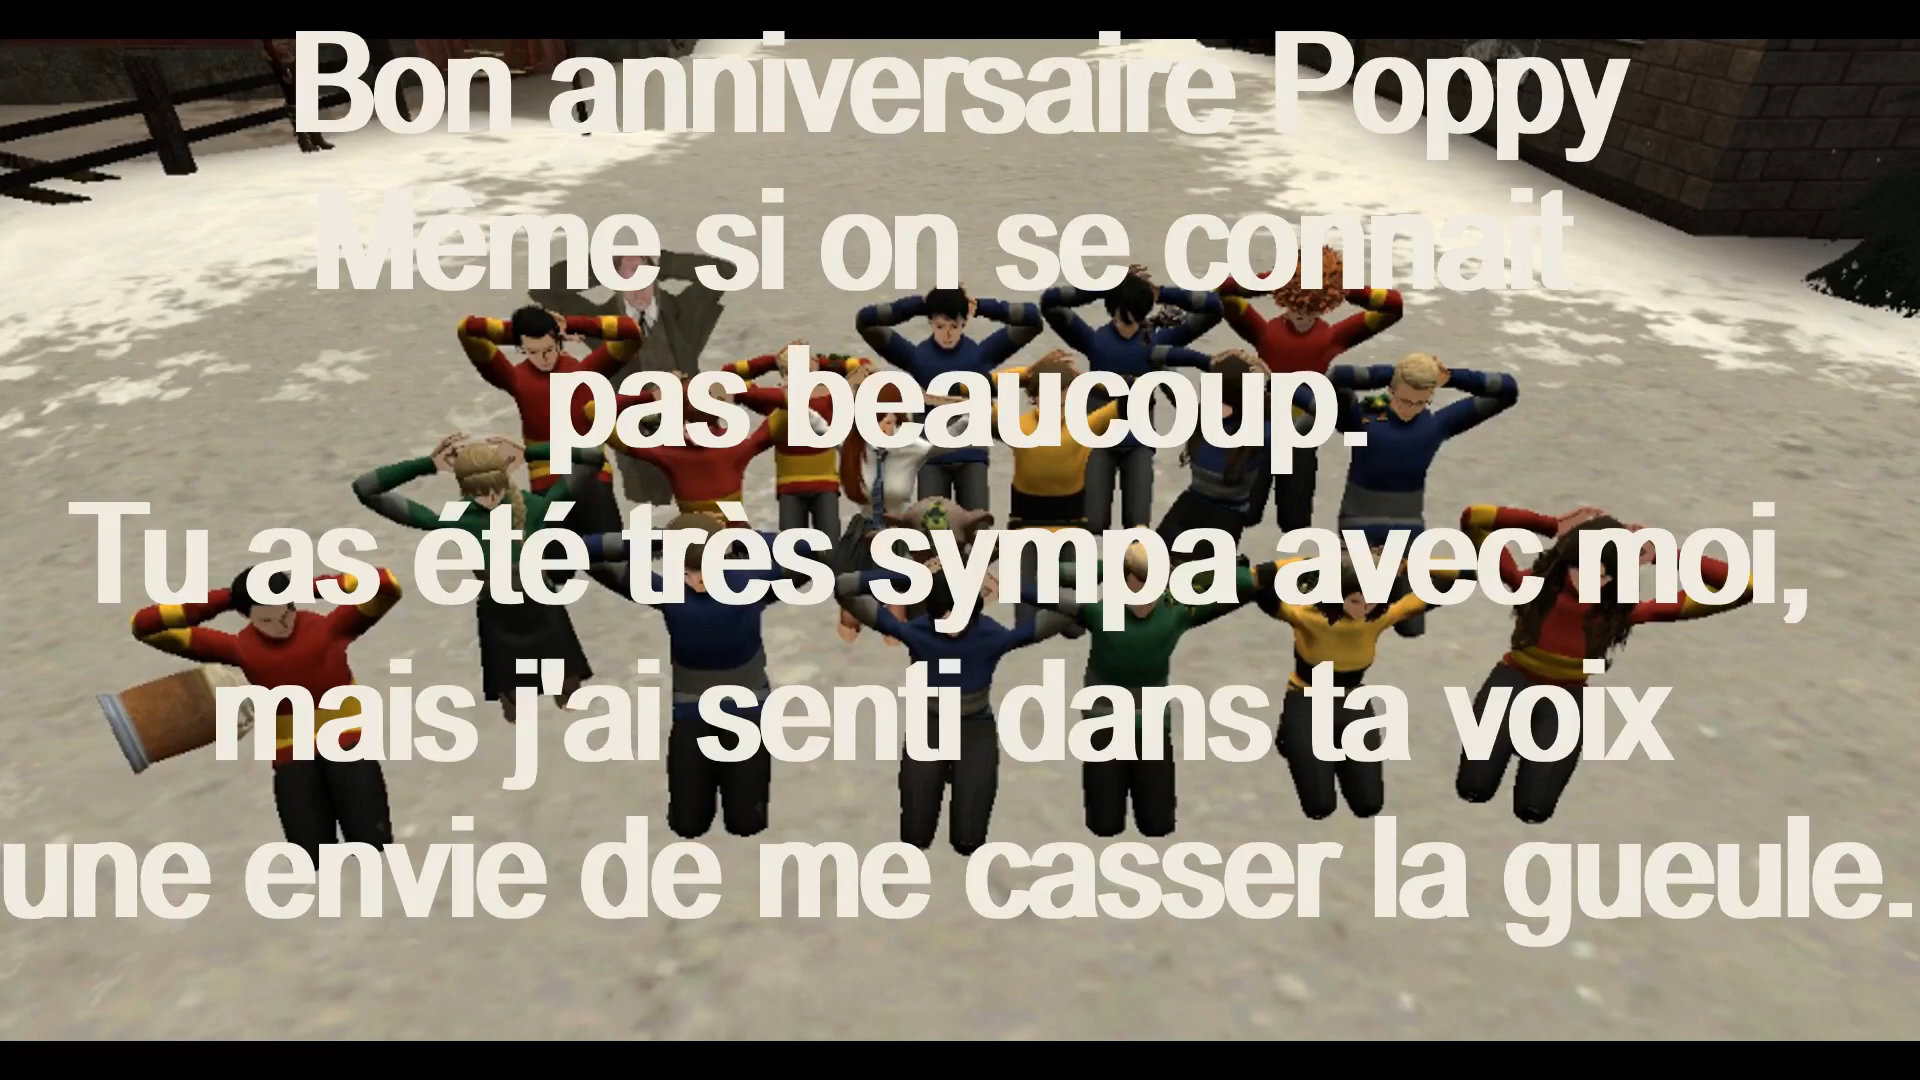 Bon anniversaire Poppy
Même si on se connait
pas beaucoup.
Tu as été très sympa avec moi,
mais j'ai senti dans ta voix
une envie de me casser la gueule.